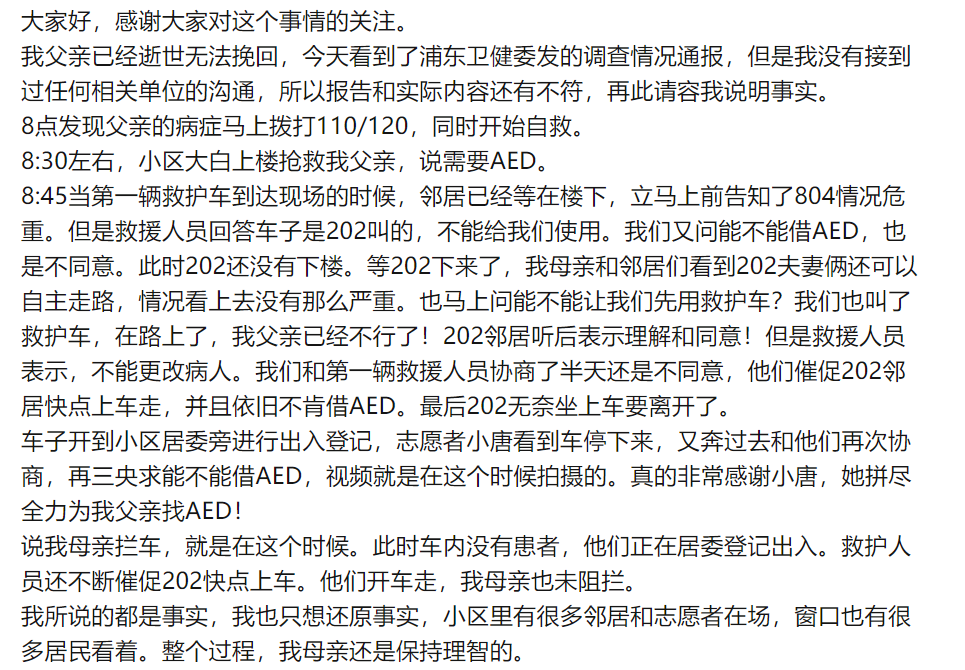 大家好，感谢大家对这个事情的关注。
我父亲已经逝世无法挽回，今天看到了浦东卫健委发的调查情况通报，但是我没有接到
过任何相关单位的沟通，所以报告和实际内容还有不符，再此请容我说明事实。
8点发现父亲的病症马上拨打110/120，同时开始自救。
8:30左右，小区大白上楼抢救我父亲，说需要AED。
8:45当第一辆救护车到达现场的时候，邻居已经等在楼下，立马上前告知了804情况危
重。但是救援人员回答车子是202叫的，不能给我们使用。我们又问能不能借AED，也
是不同意。此时202还没有下楼。等202下来了，我母亲和邻居们看到202夫妻俩还可以
自主走路，情况看上去没有那么严重。也马上问能不能让我们先用救护车？我们也叫了
救护车，在路上了，我父亲已经不行了！202邻居听后表示理解和同意！但是救援人员
表示，不能更改病人。我们和第一辆救援人员协商了半天还是不同意，他们催促202邻
居快点上车走，并且依旧不肯借AED。最后202无奈坐上车要离开了。
车子开到小区居委旁进行出入登记，志愿者小唐看到车停下来，又奔过去和他们再次协
商，再三央求能不能借AED，视频就是在这个时候拍摄的。真的非常感谢小唐，她拼尽
全力为我父亲找AED！
说我母亲拦车，就是在这个时候。此时车内没有患者，他们正在居委登记出入。救护人
员还不断催促202快点上车。他们开车走，我母亲也未阻拦。
我所说的都是事实，我也只想还原事实，小区里有很多邻居和志愿者在场，窗口也有很
多居民看着。整个过程，我母亲还是保持理智的。